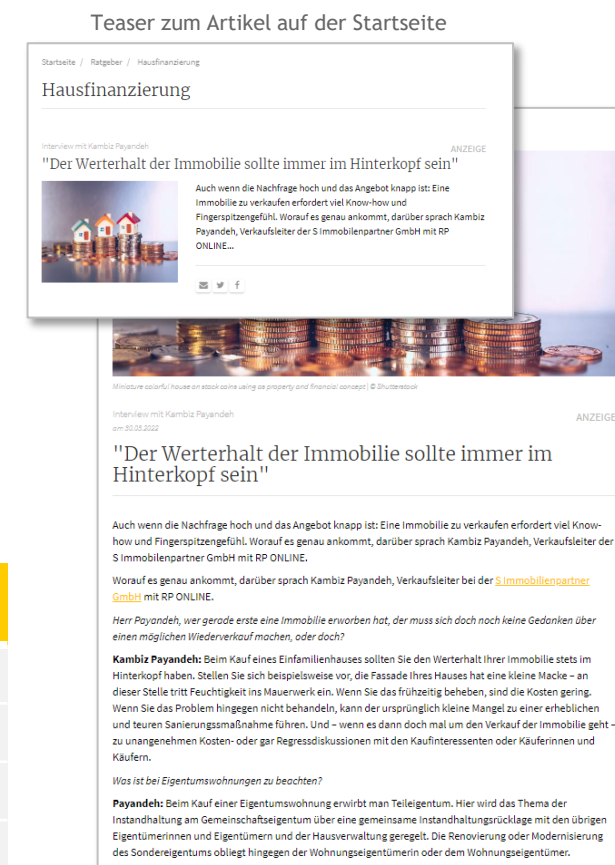 Teaser zum Artikel auf der Startseite
Startseite / Ratgeber / Hausfinanzierung
Hausfinanzierung
Interview mit Kambiz Payandeh
ANZEIGE
"Der Werterhalt der Immobilie sollte immer im Hinterkopf sein"
Auch wenn die Nachfrage hoch und das Angebot knapp ist: Eine
Immobilie zu verkaufen erfordert viel Know-how und
Fingerspitzengefühl. Worauf es genau ankommt, darüber sprach Kambiz
Payandeh, Verkaufsleiter der S Immobilienpartner GmbH mit RP
ONLINE...
Miniature colorful house on stack coins using as property and financial concept | © Shutterstock
Interview mit Kambiz Payandeh
ANZEIGE
am 30.03.2022
"Der Werterhalt der Immobilie sollte immer im
Hinterkopf sein"
Auch wenn die Nachfrage hoch und das Angebot knapp ist: Eine Immobilie zu verkaufen erfordert viel Know-
how und Fingerspitzengefühl. Worauf es genau ankommt, darüber sprach Kambiz Payandeh, Verkaufsleiter der
S Immobilenpartner GmbH mit RP ONLINE.
Worauf es genau ankommt, darüber sprach Kambiz Payandeh, Verkaufsleiter bei der S Immobilienpartner
GmbH mit RP ONLINE.
Herr Payandeh, wer gerade erste eine Immobilie erworben hat, der muss sich doch noch keine Gedanken über
einen möglichen Wiederverkauf machen, oder doch?
Kambiz Payandeh: Beim Kauf eines Einfamilienhauses sollten Sie den Werterhalt Ihrer Immobilie stets im
Hinterkopf haben. Stellen Sie sich beispielsweise vor, die Fassade Ihres Hauses hat eine kleine Macke – an
dieser Stelle tritt Feuchtigkeit ins Mauerwerk ein. Wenn Sie das frühzeitig beheben, sind die Kosten gering.
Wenn Sie das Problem hingegen nicht behandeln, kann der ursprünglich kleine Mangel zu einer erheblichen
und teuren Sanierungssmaßnahme führen. Und – wenn es dann doch mal um den Verkauf der Immobilie geht –
zu unangenehmen Kosten- oder gar Regressdiskussionen mit den Kaufinteressenten oder Käuferinnen und
Käufern.
Was ist bei Eigentumswohnungen zu beachten?
Payandeh: Beim Kauf einer Eigentumswohnung erwirbt man Teileigentum. Hier wird das Thema der
Instandhaltung am Gemeinschaftseigentum über eine gemeinsame Instandhaltungsrücklage mit den übrigen
Eigentümerinnen und Eigentümern und der Hausverwaltung geregelt. Die Renovierung oder Modernisierung
des Sondereigentums obliegt hingegen der Wohnungseigentümerin oder dem Wohnungseigentümer.